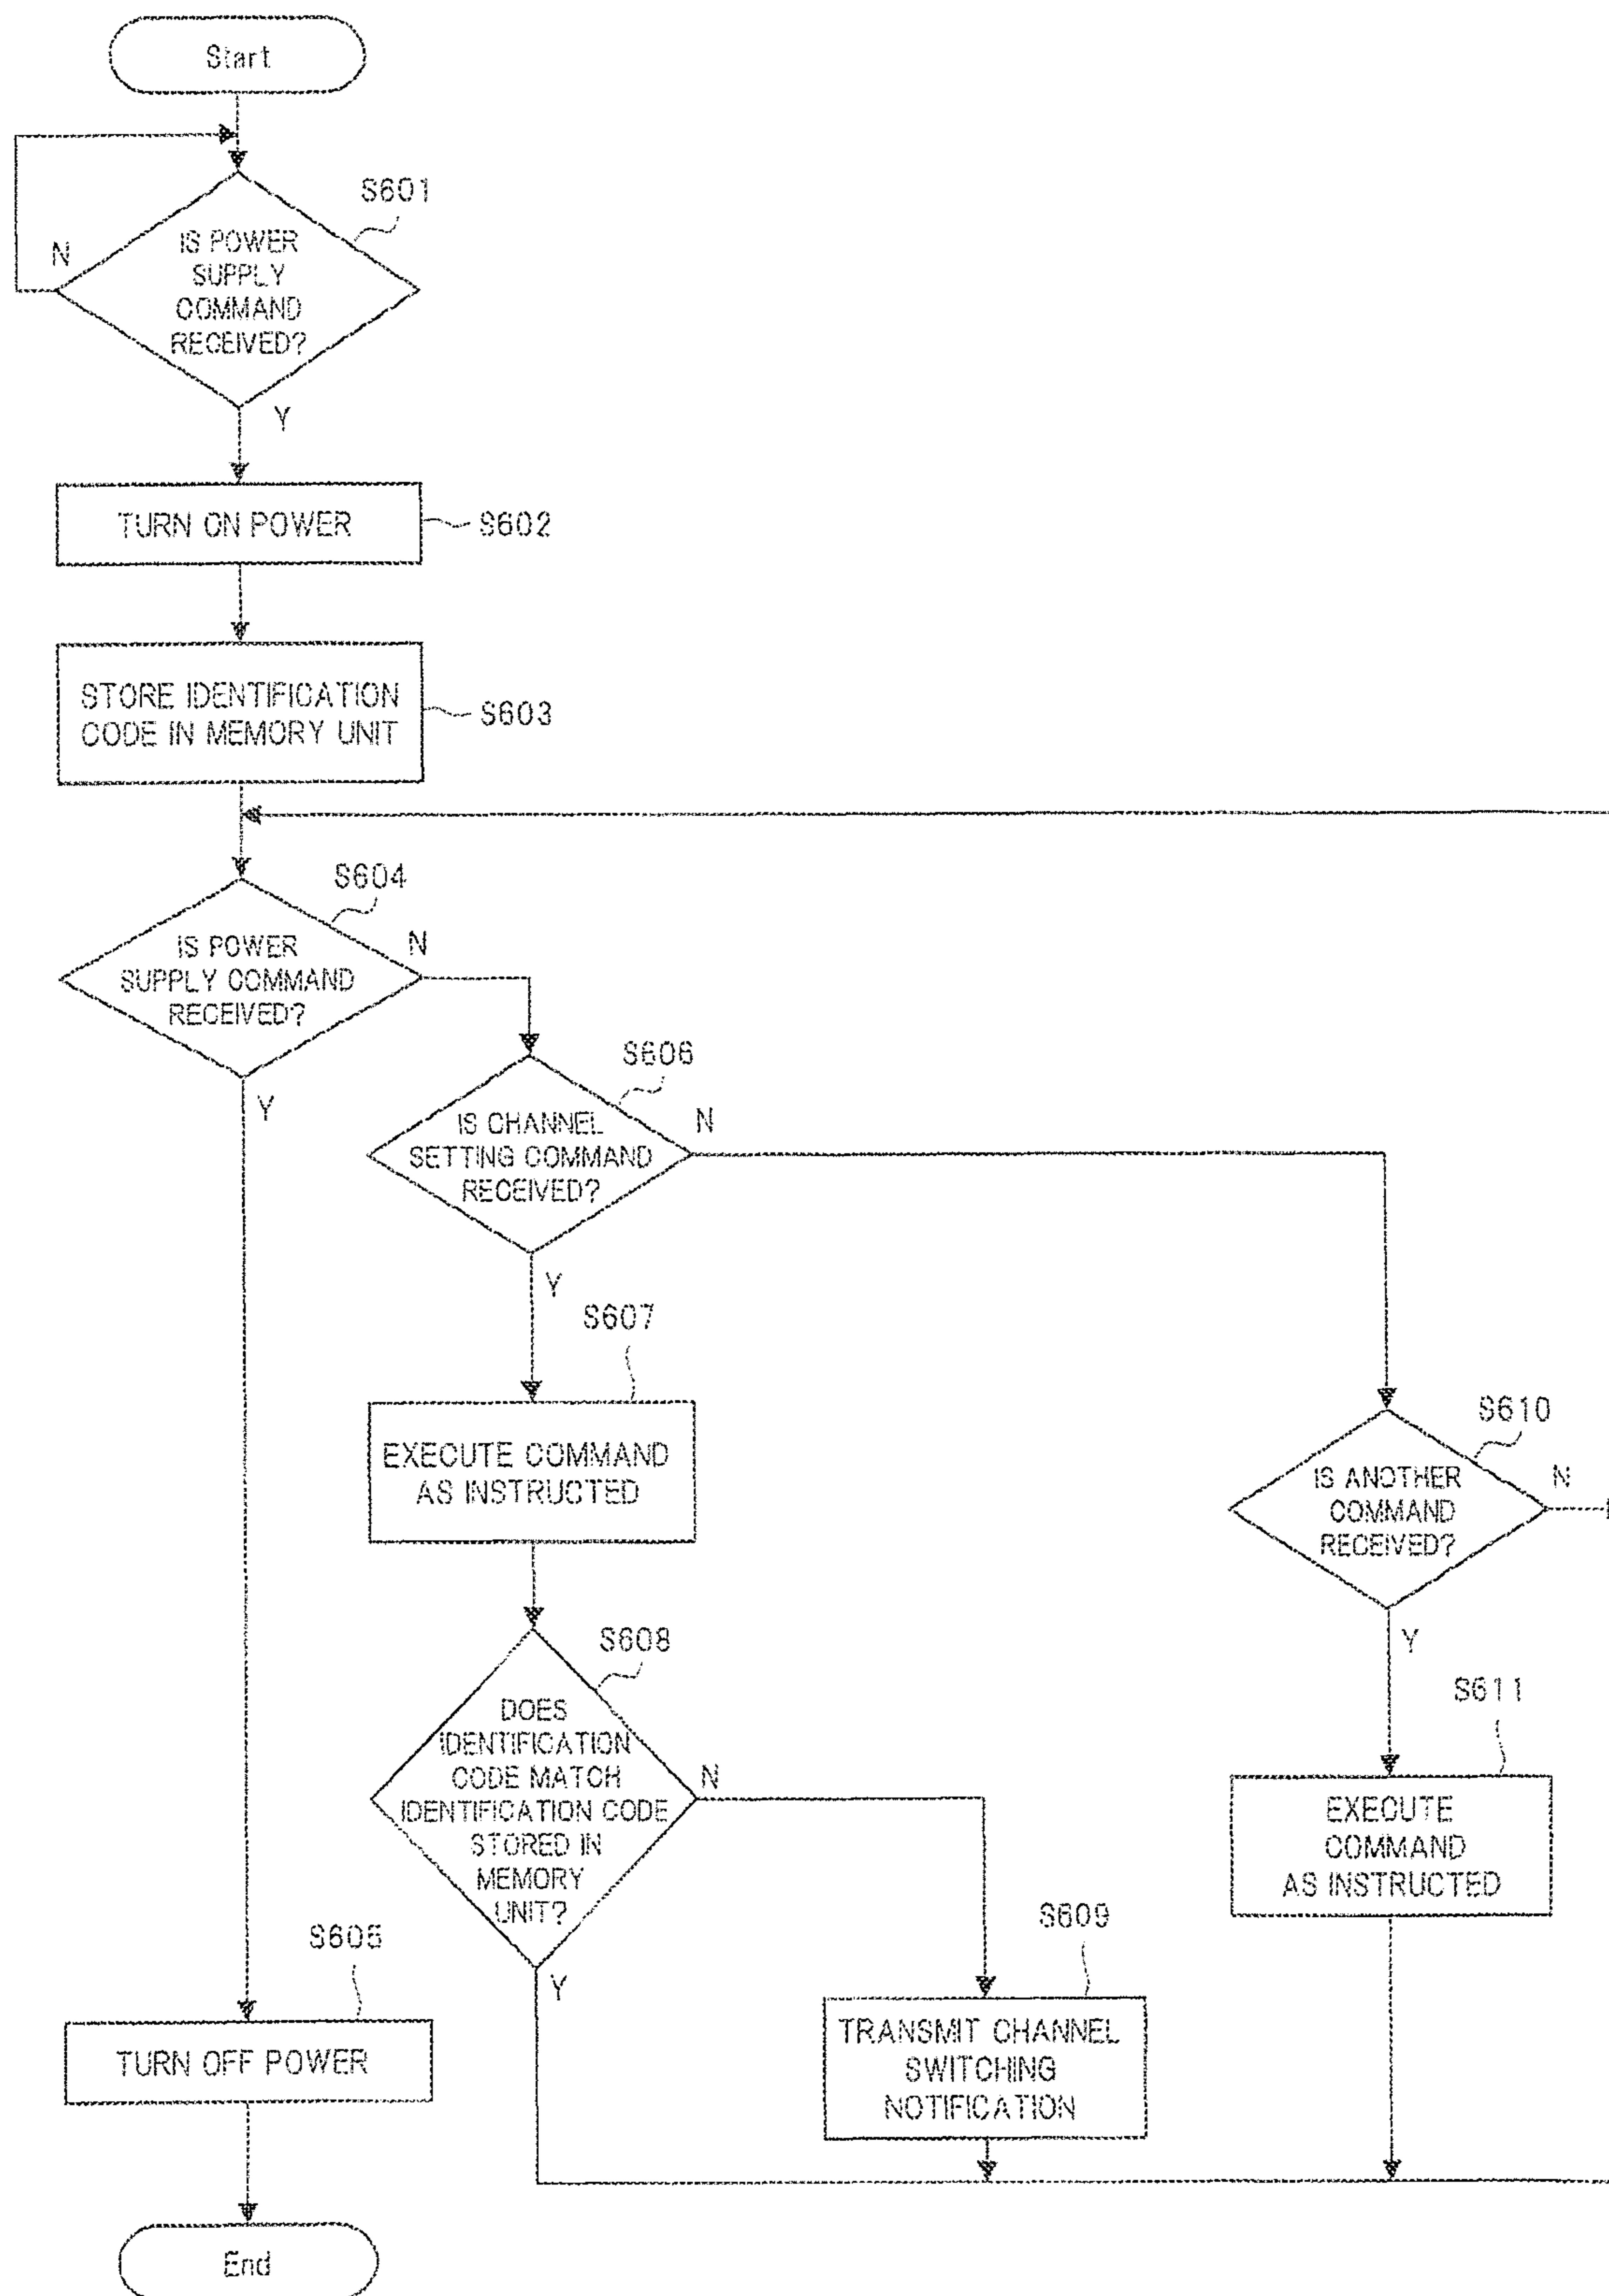 Start
S601
N
IS POWER
SUPPLY
COMMAND
RECEIVED?
Y
TURN ON POWER
S602
STORE IDENTIFICATION
CODE IN MEMORY UNIT
S603
S604
IS POWER
SUPPLY COMMAND
RECEIVED?
N
Y
S606
IS CHANNEL
SETTING COMMAND
RECEIVED?
N
Y
S607
EXECUTE COMMAND
AS INSTRUCTED
S610
IS ANOTHER
COMMAND
RECEIVED?
N
Y
S608
DOES
IDENTIFICATION
CODE MATCH
IDENTIFICATION CODE
STORED IN
MEMORY
UNIT?
N
Y
S611
EXECUTE
COMMAND
AS INSTRUCTED
S609
TRANSMIT CHANNEL
SWITCHING
NOTIFICATION
S605
TURN OFF POWER
End